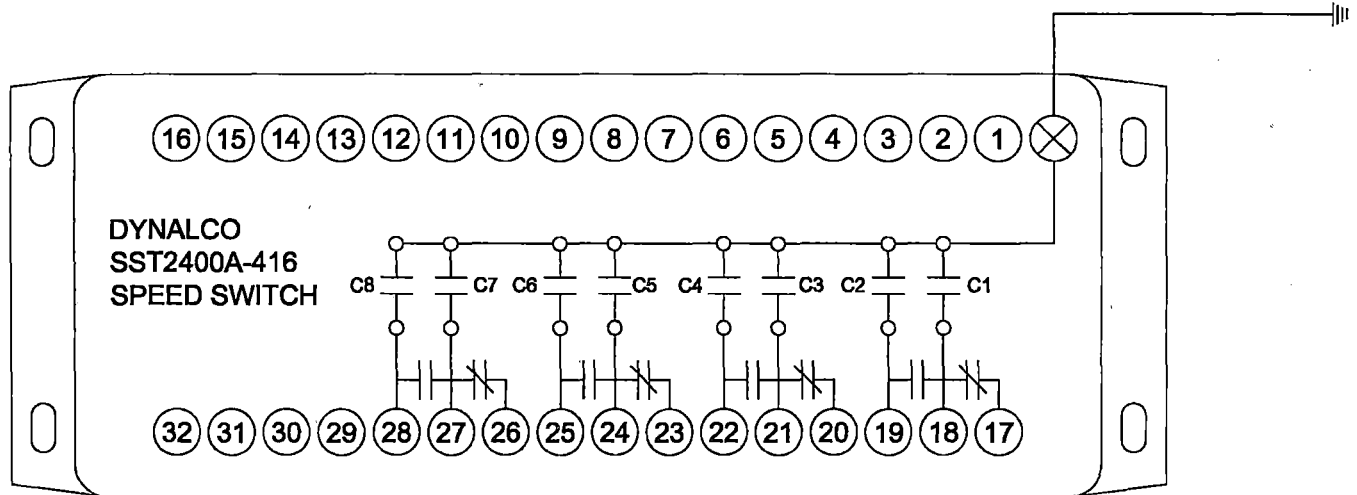 16 15 14 13 12 11 10 9 8 7 6 5 4 3 2 1
DYNALCO
SST2400A-416
SPEED SWITCH
C8 C7 C6 C5 C4 C3 C2 C1
32 31 30 29 28 27 26 25 24 23 22 21 20 19 18 17